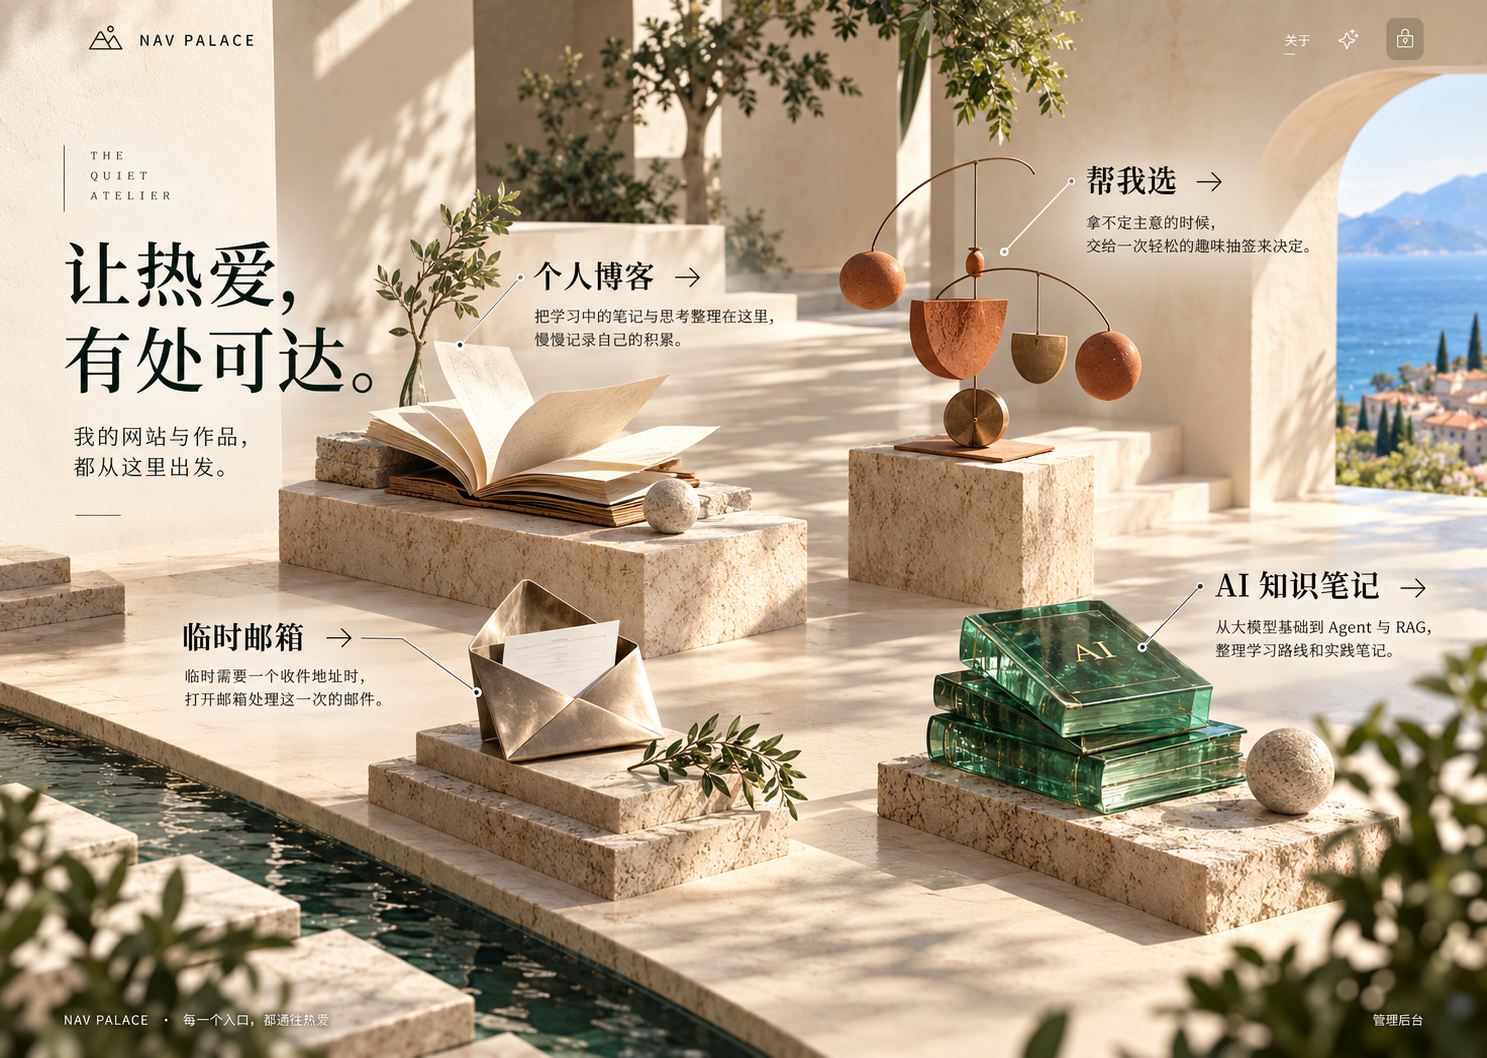 NAV PALACE
关于
THE
QUIET
ATELIER
让热爱，
有处可达。
我的网站与作品，
都从这里出发。
个人博客 →
把学习中的笔记与思考整理在这里，
慢慢记录自己的积累。
帮我选 →
拿不定主意的时候，
交给一次轻松的趣味抽签来决定。
临时邮箱 →
临时需要一个收件地址时，
打开邮箱处理这一次的邮件。
AI 知识笔记 →
从大模型基础到 Agent 与 RAG，
整理学习路线和实践笔记。
AI
NAV PALACE • 每一个入口，都通往热爱
管理后台